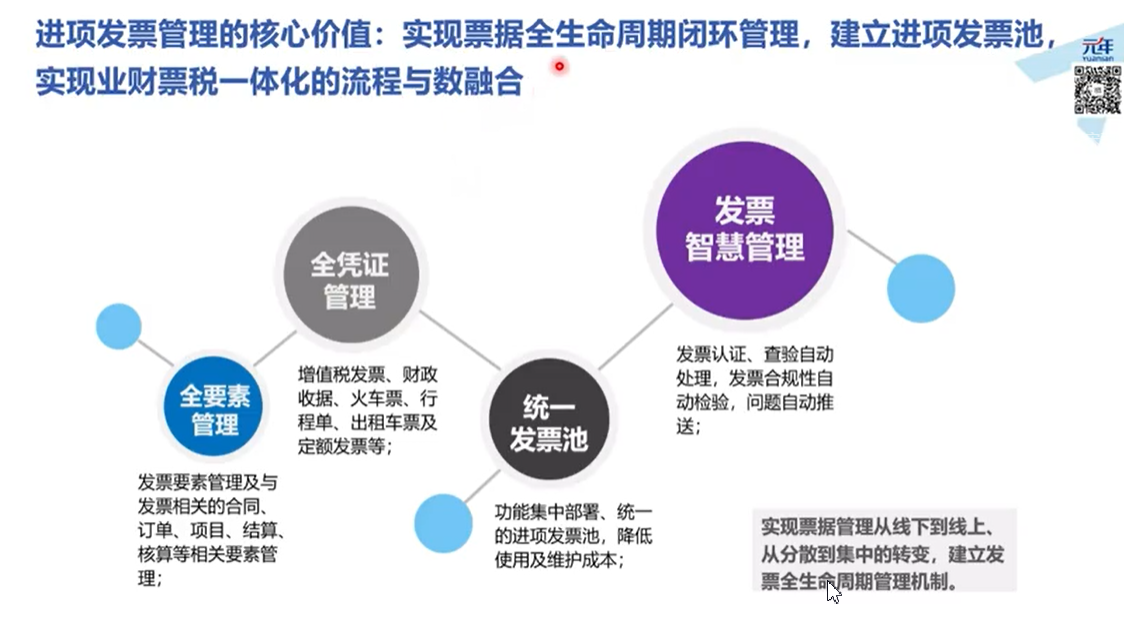 进项发票管理的核心价值：实现票据全生命周期闭环管理，建立进项发票池，
实现业财票税一体化的流程与数融合
元年
yuanian
全要素
管理
发票要素管理及与
发票相关的合同、
订单、项目、结算、
核算等相关要素管
理；
全凭证
管理
增值税发票、财政
收据、火车票、行
程单、出租车票及
定额发票等；
统一
发票池
功能集中部署、统一
的进项发票池，降低
使用及维护成本；
发票
智慧管理
发票认证、查验自动
处理，发票合规性自
动检验，问题自动推
送；
实现票据管理从线下到线上、
从分散到集中的转变，建立发
票全生命周期管理机制。